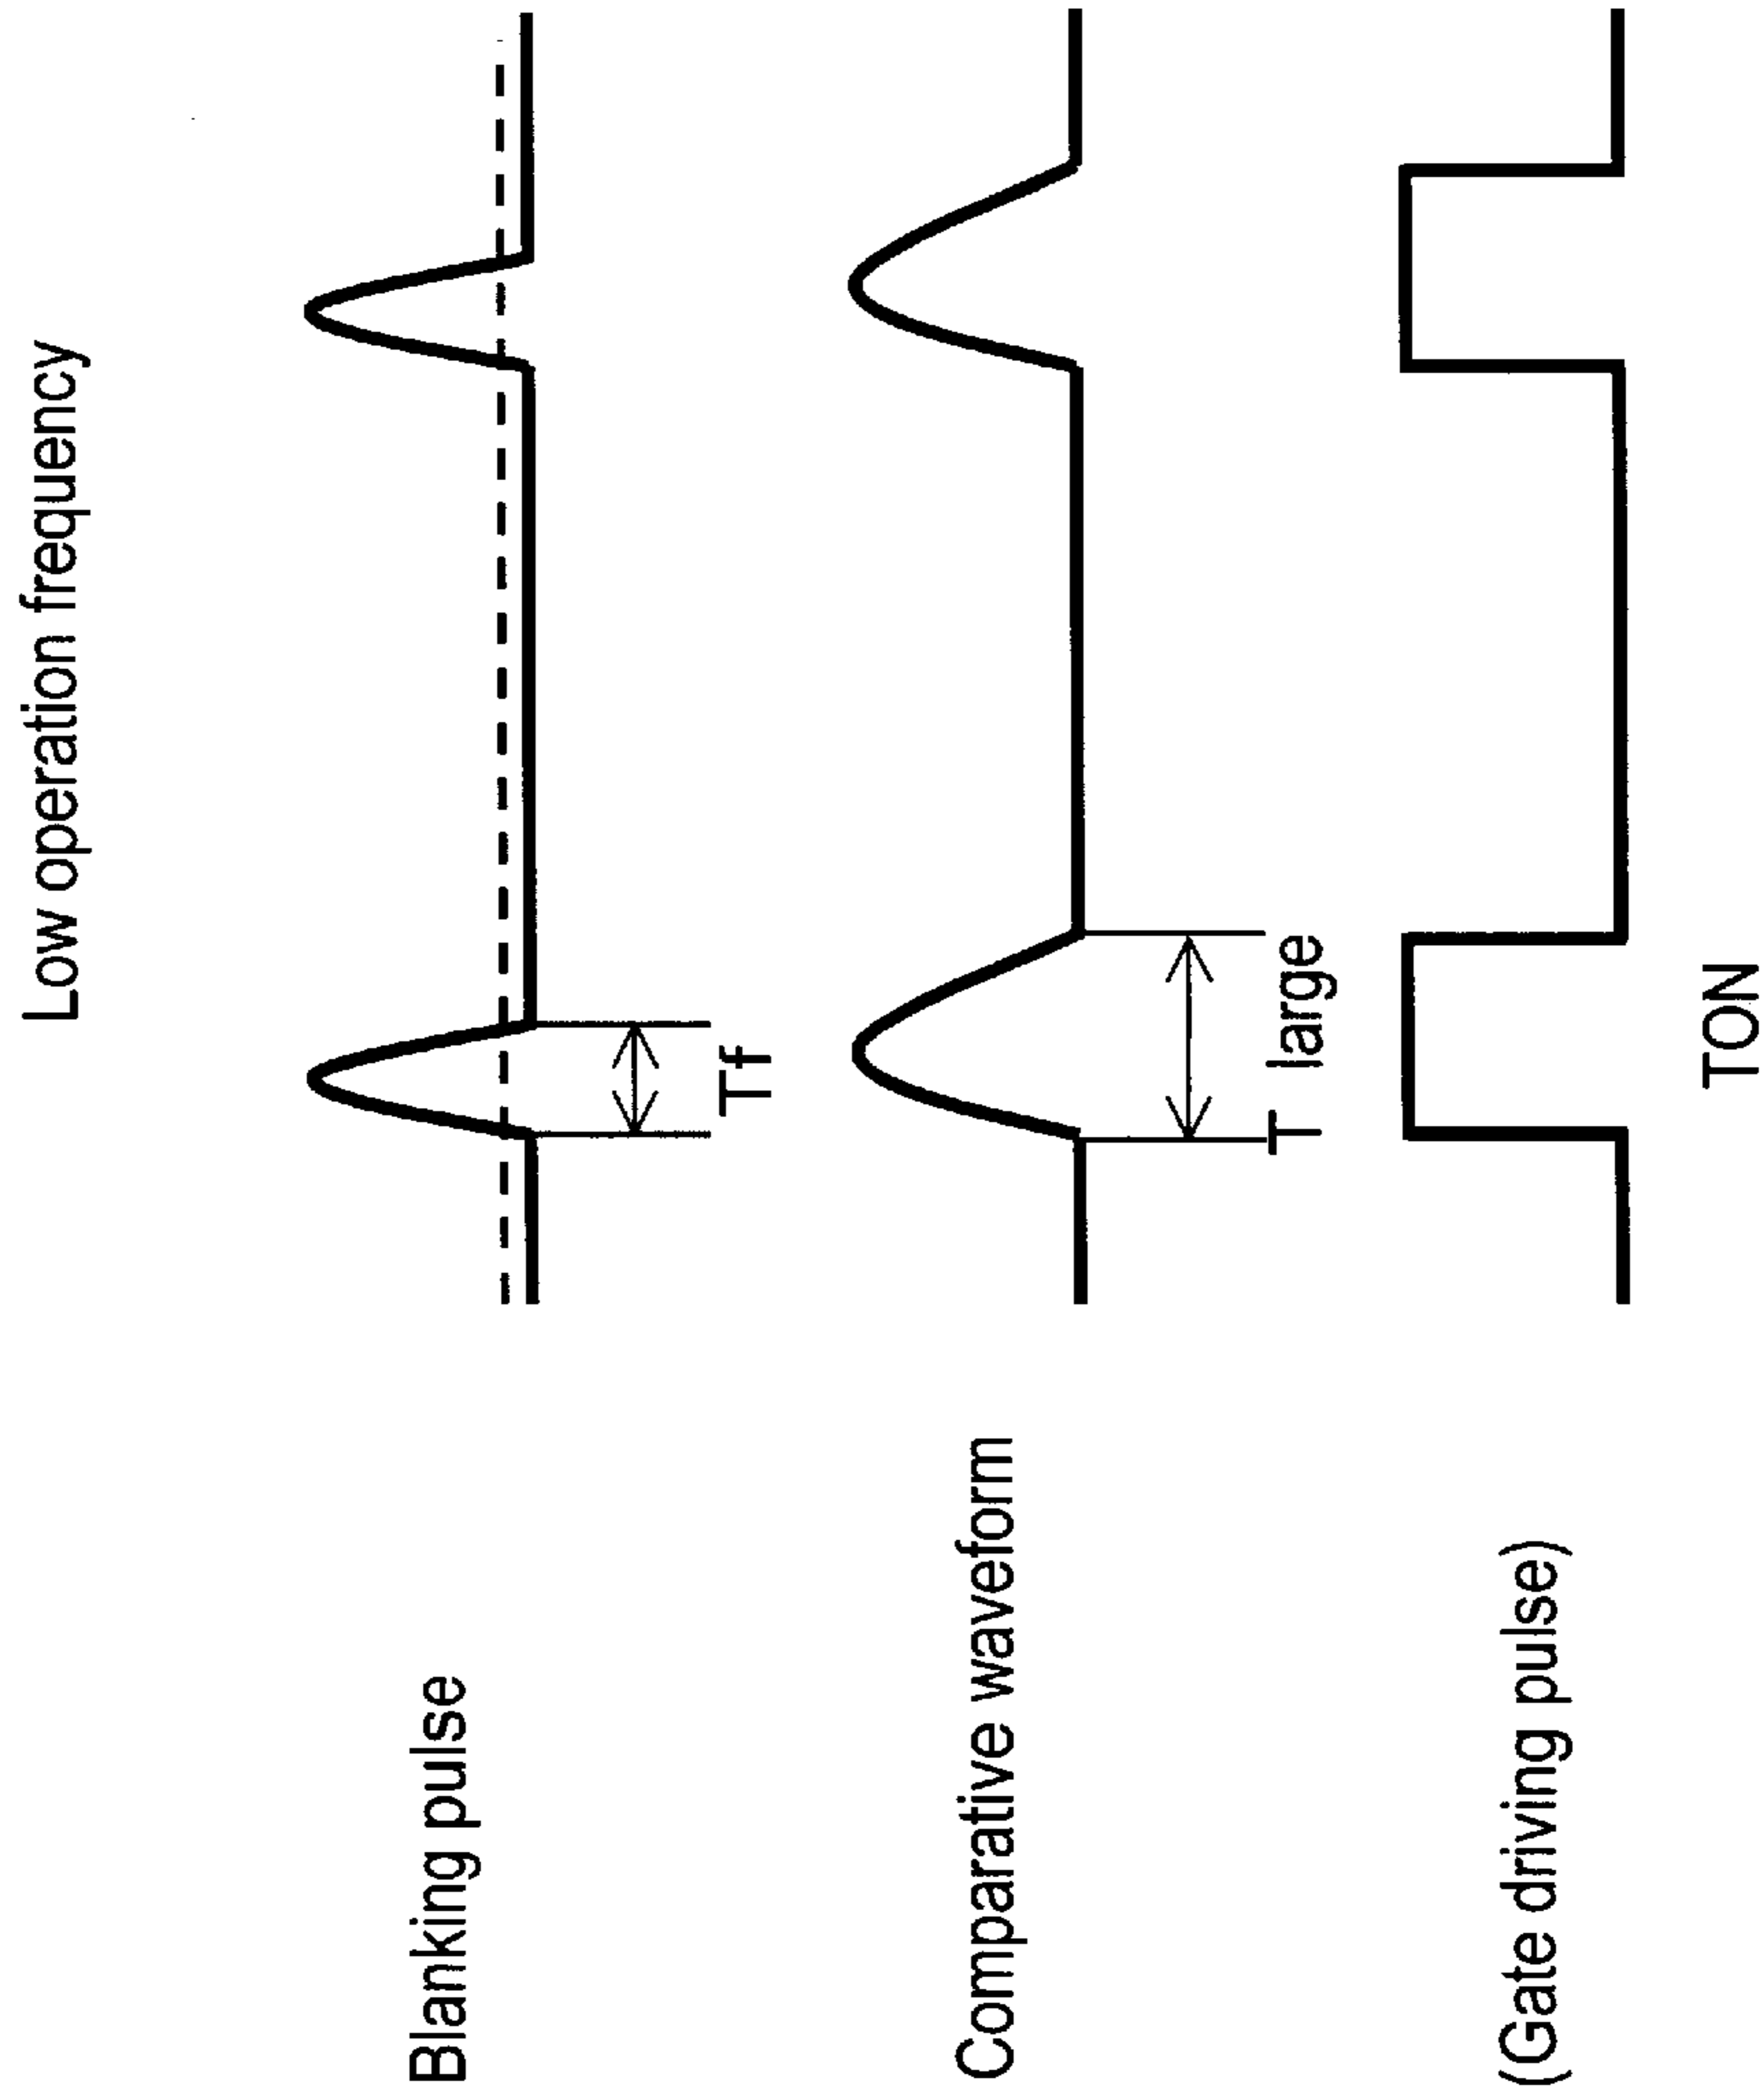 Low operation frequency
Blanking pulse
Tf
Comparative waveform
T large
(Gate driving pulse)
TON